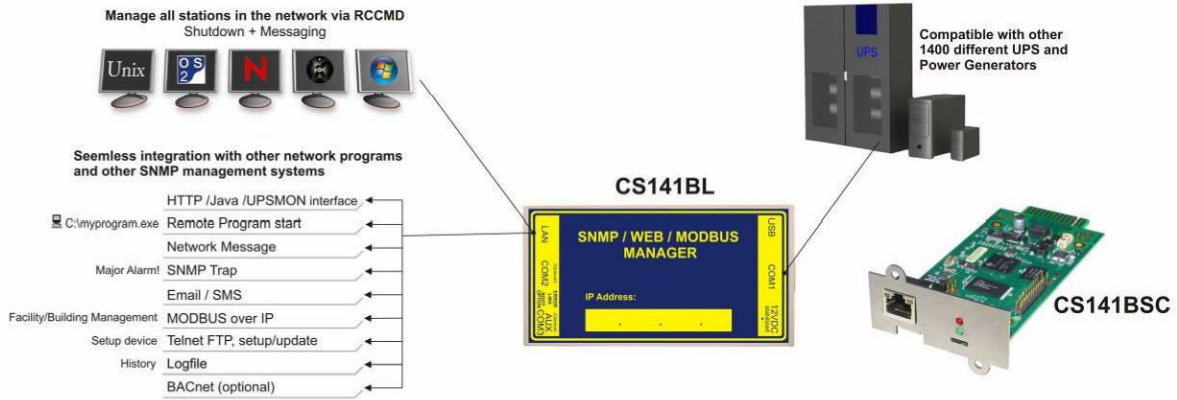 Manage all stations in the network via RCCMD
Shutdown + Messaging
Unix
OS
2
N
Seemless integration with other network programs
and other SNMP management systems
HTTP /Java /UPSMON interface
C:\myprogram.exe Remote Program start
Network Message
Major Alarm! SNMP Trap
Email / SMS
Facility/Building Management MODBUS over IP
Setup device Telnet FTP, setup/update
History Logfile
BACnet (optional)
CS141BL
LAN
COM2
AUX
COM3
SNMP / WEB / MODBUS
MANAGER
IP Address:
. . .
USB
COM1
12VDC
UPS
Compatible with other
1400 different UPS and
Power Generators
CS141BSC